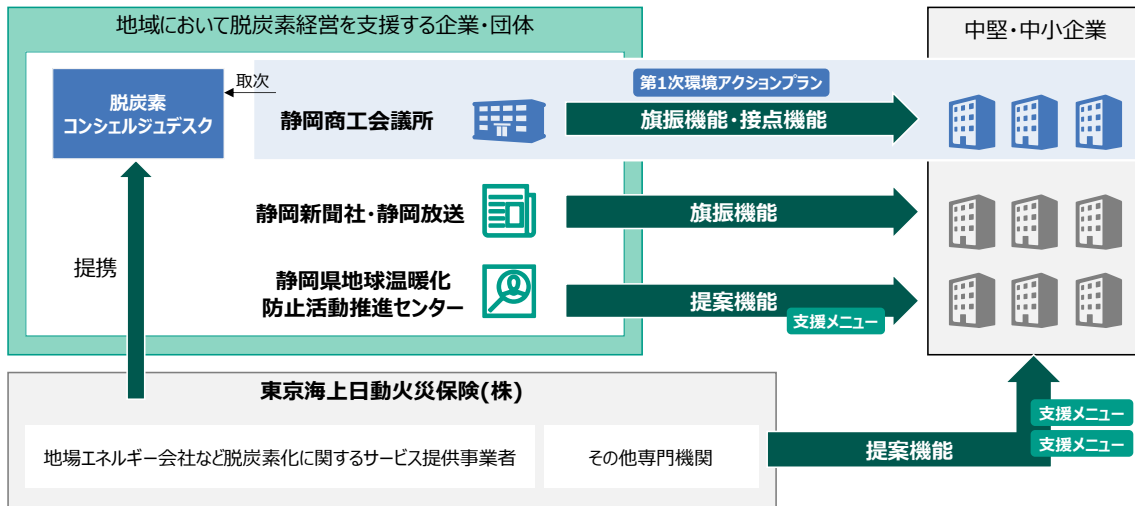 地域において脱炭素経営を支援する企業・団体
中堅・中小企業
脱炭素
コンシェルジュデスク
取次
静岡商工会議所
第1次環境アクションプラン
旗振機能・接点機能
静岡新聞社・静岡放送
旗振機能
提携
静岡県地球温暖化
防止活動推進センター
提案機能
支援メニュー
東京海上日動火災保険(株)
地場エネルギー会社など脱炭素化に関するサービス提供事業者
その他専門機関
提案機能
支援メニュー
支援メニュー